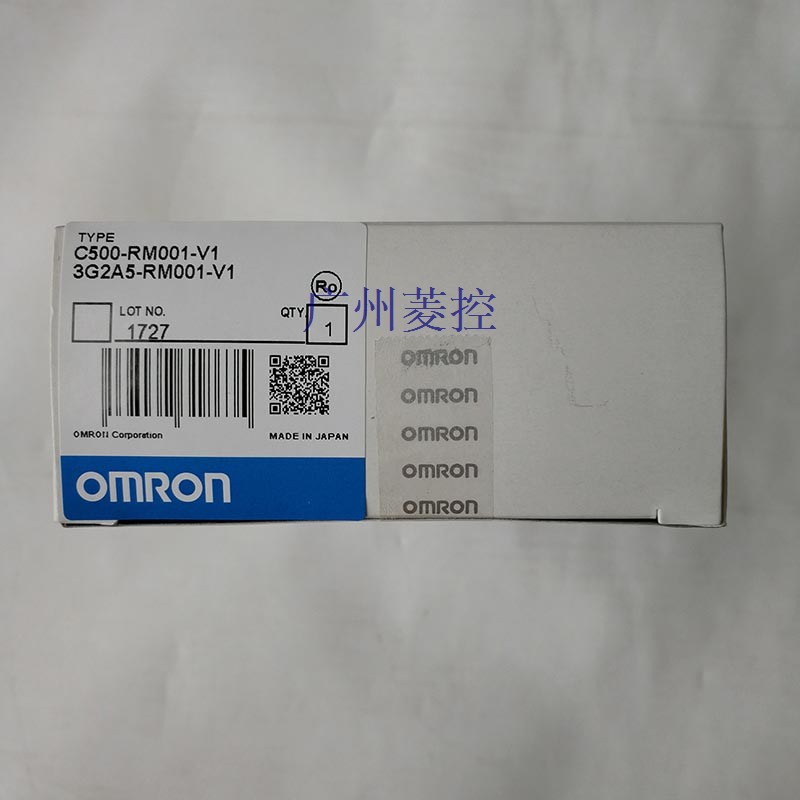 TYPE
C500-RM001-V1
3G2A5-RM001-V1
Ro
LOT NO.
1727
QTY.
1
广州菱控
OMRON Corporation
MADE IN JAPAN
OMRON
OMRON
OMRON
OMRON
OMRON
OMRON